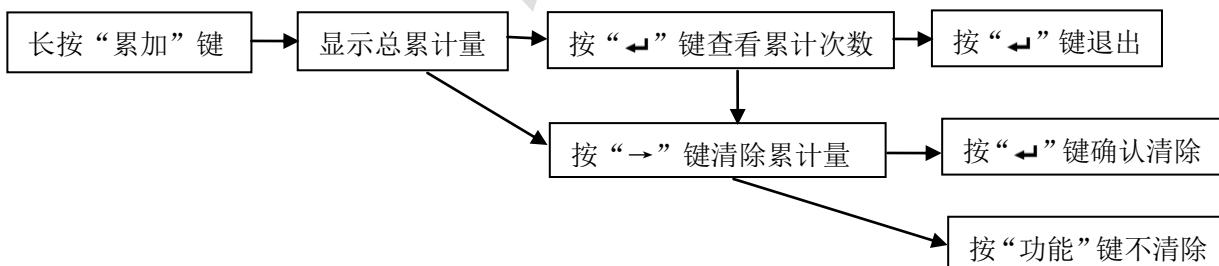 长按“累加”键
显示总累计量
按“↵”键查看累计次数
按“↵”键退出
按“→”键清除累计量
按“↵”键确认清除
按“功能”键不清除